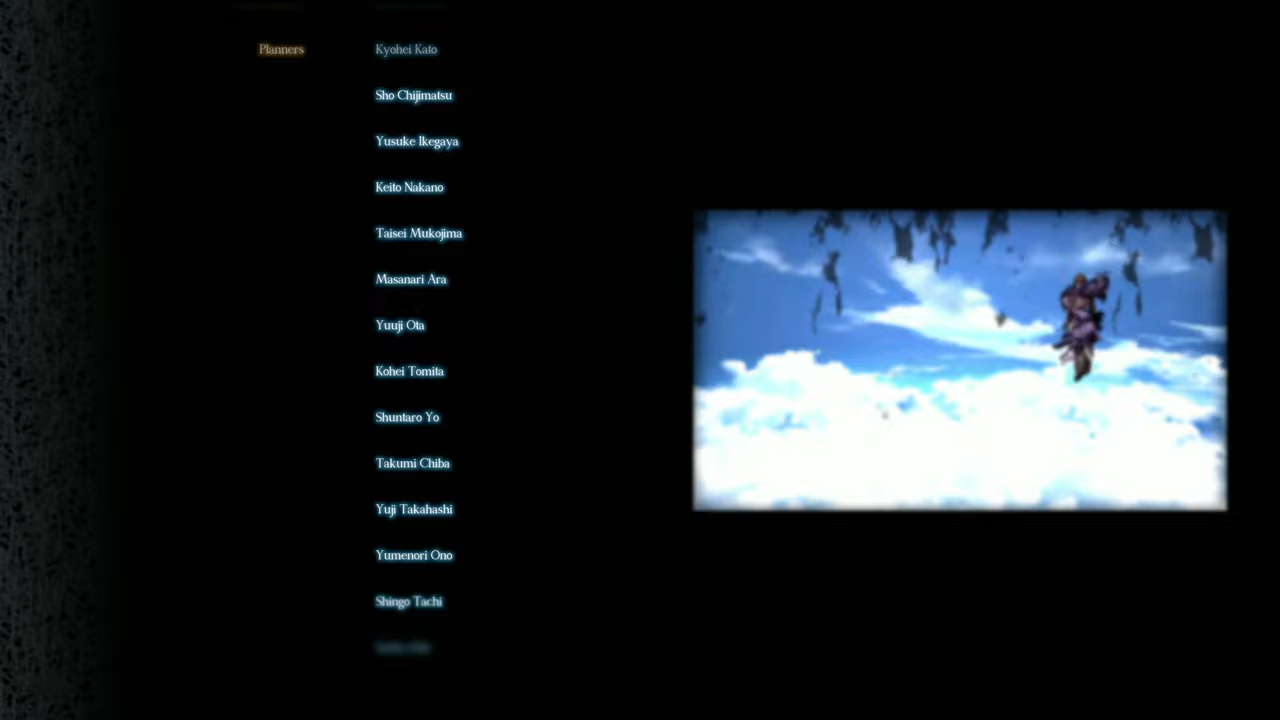 Planners Kyohei Kato
Sho Chijimatsu
Yusuke Ikegaya
Keito Nakano
Taisei Mukojima
Masanari Ara
Yuuji Ota
Kohei Tomita
Shuntaro Yo
Takumi Chiba
Yuji Takahashi
Yumenori Ono
Shingo Tachi